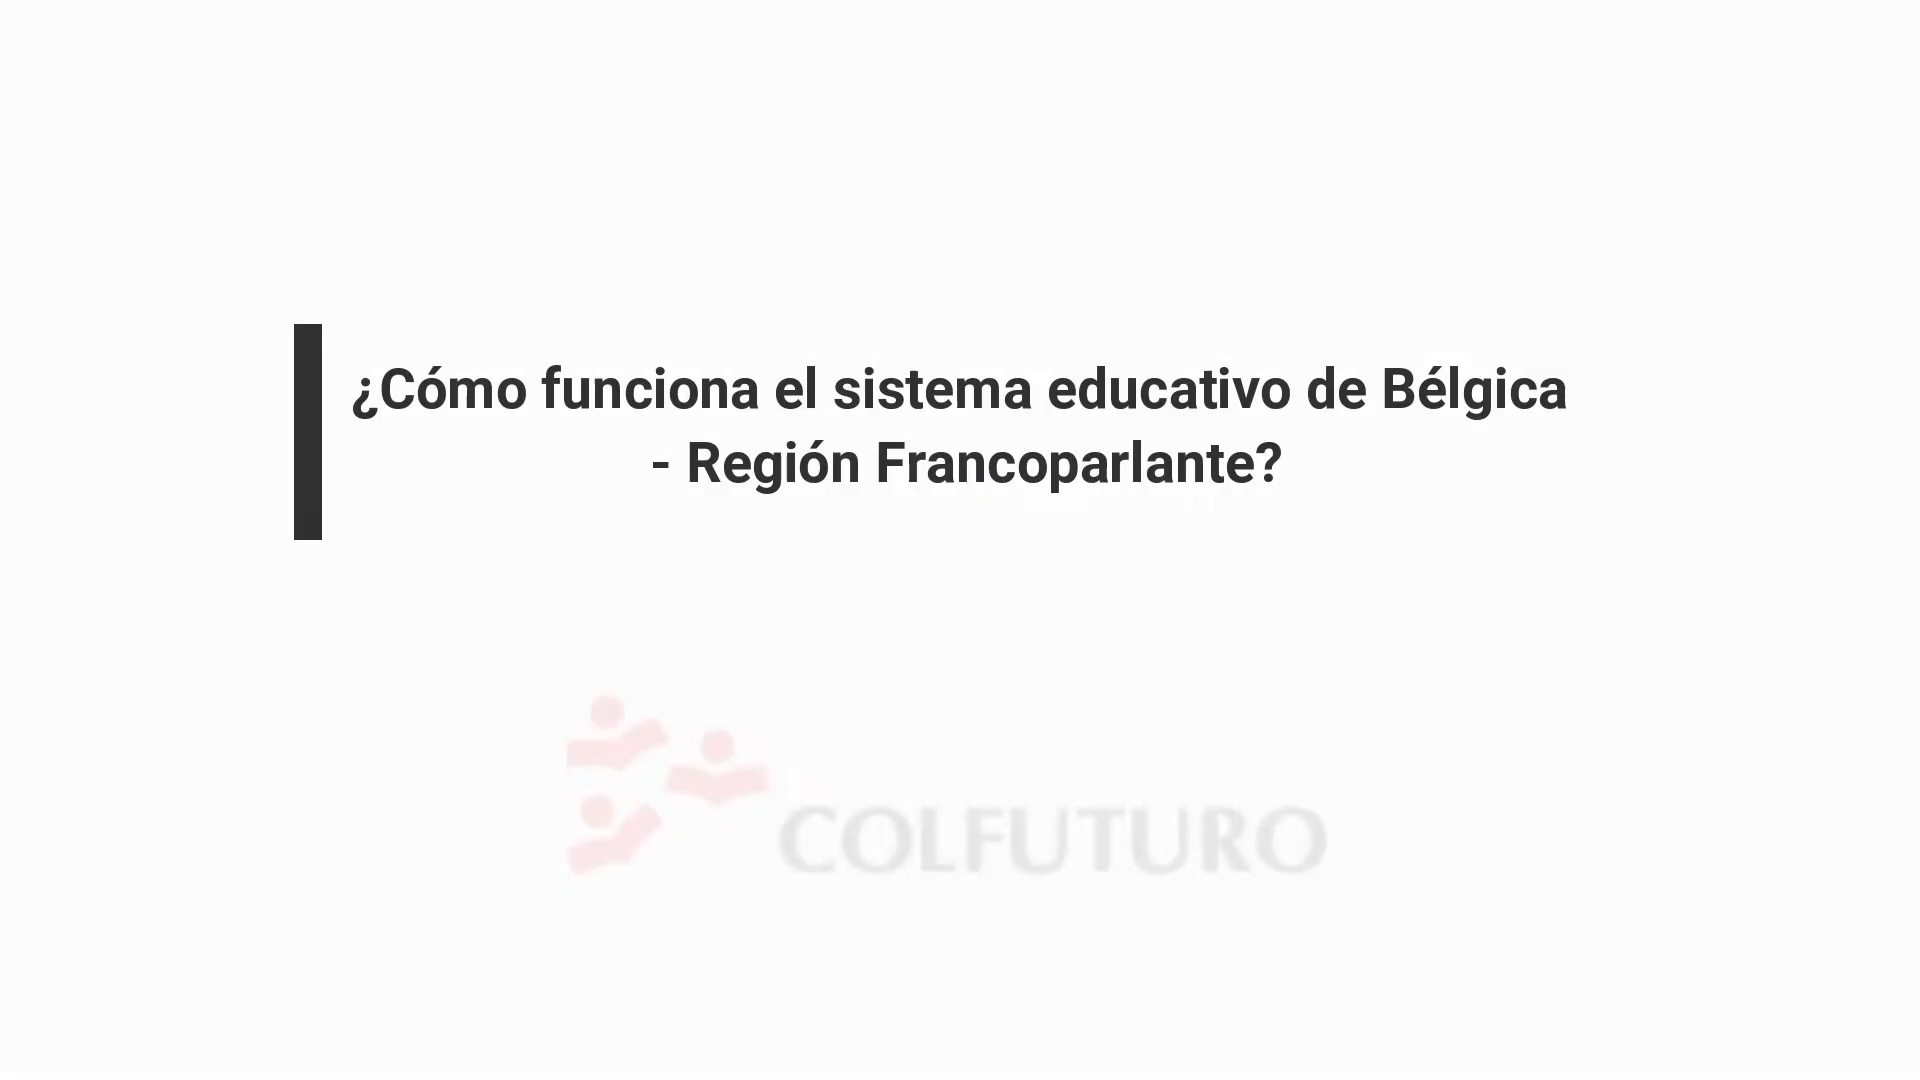 ¿Cómo funciona el sistema educativo de Bélgica
- Región Francoparlante?
COLFUTURO